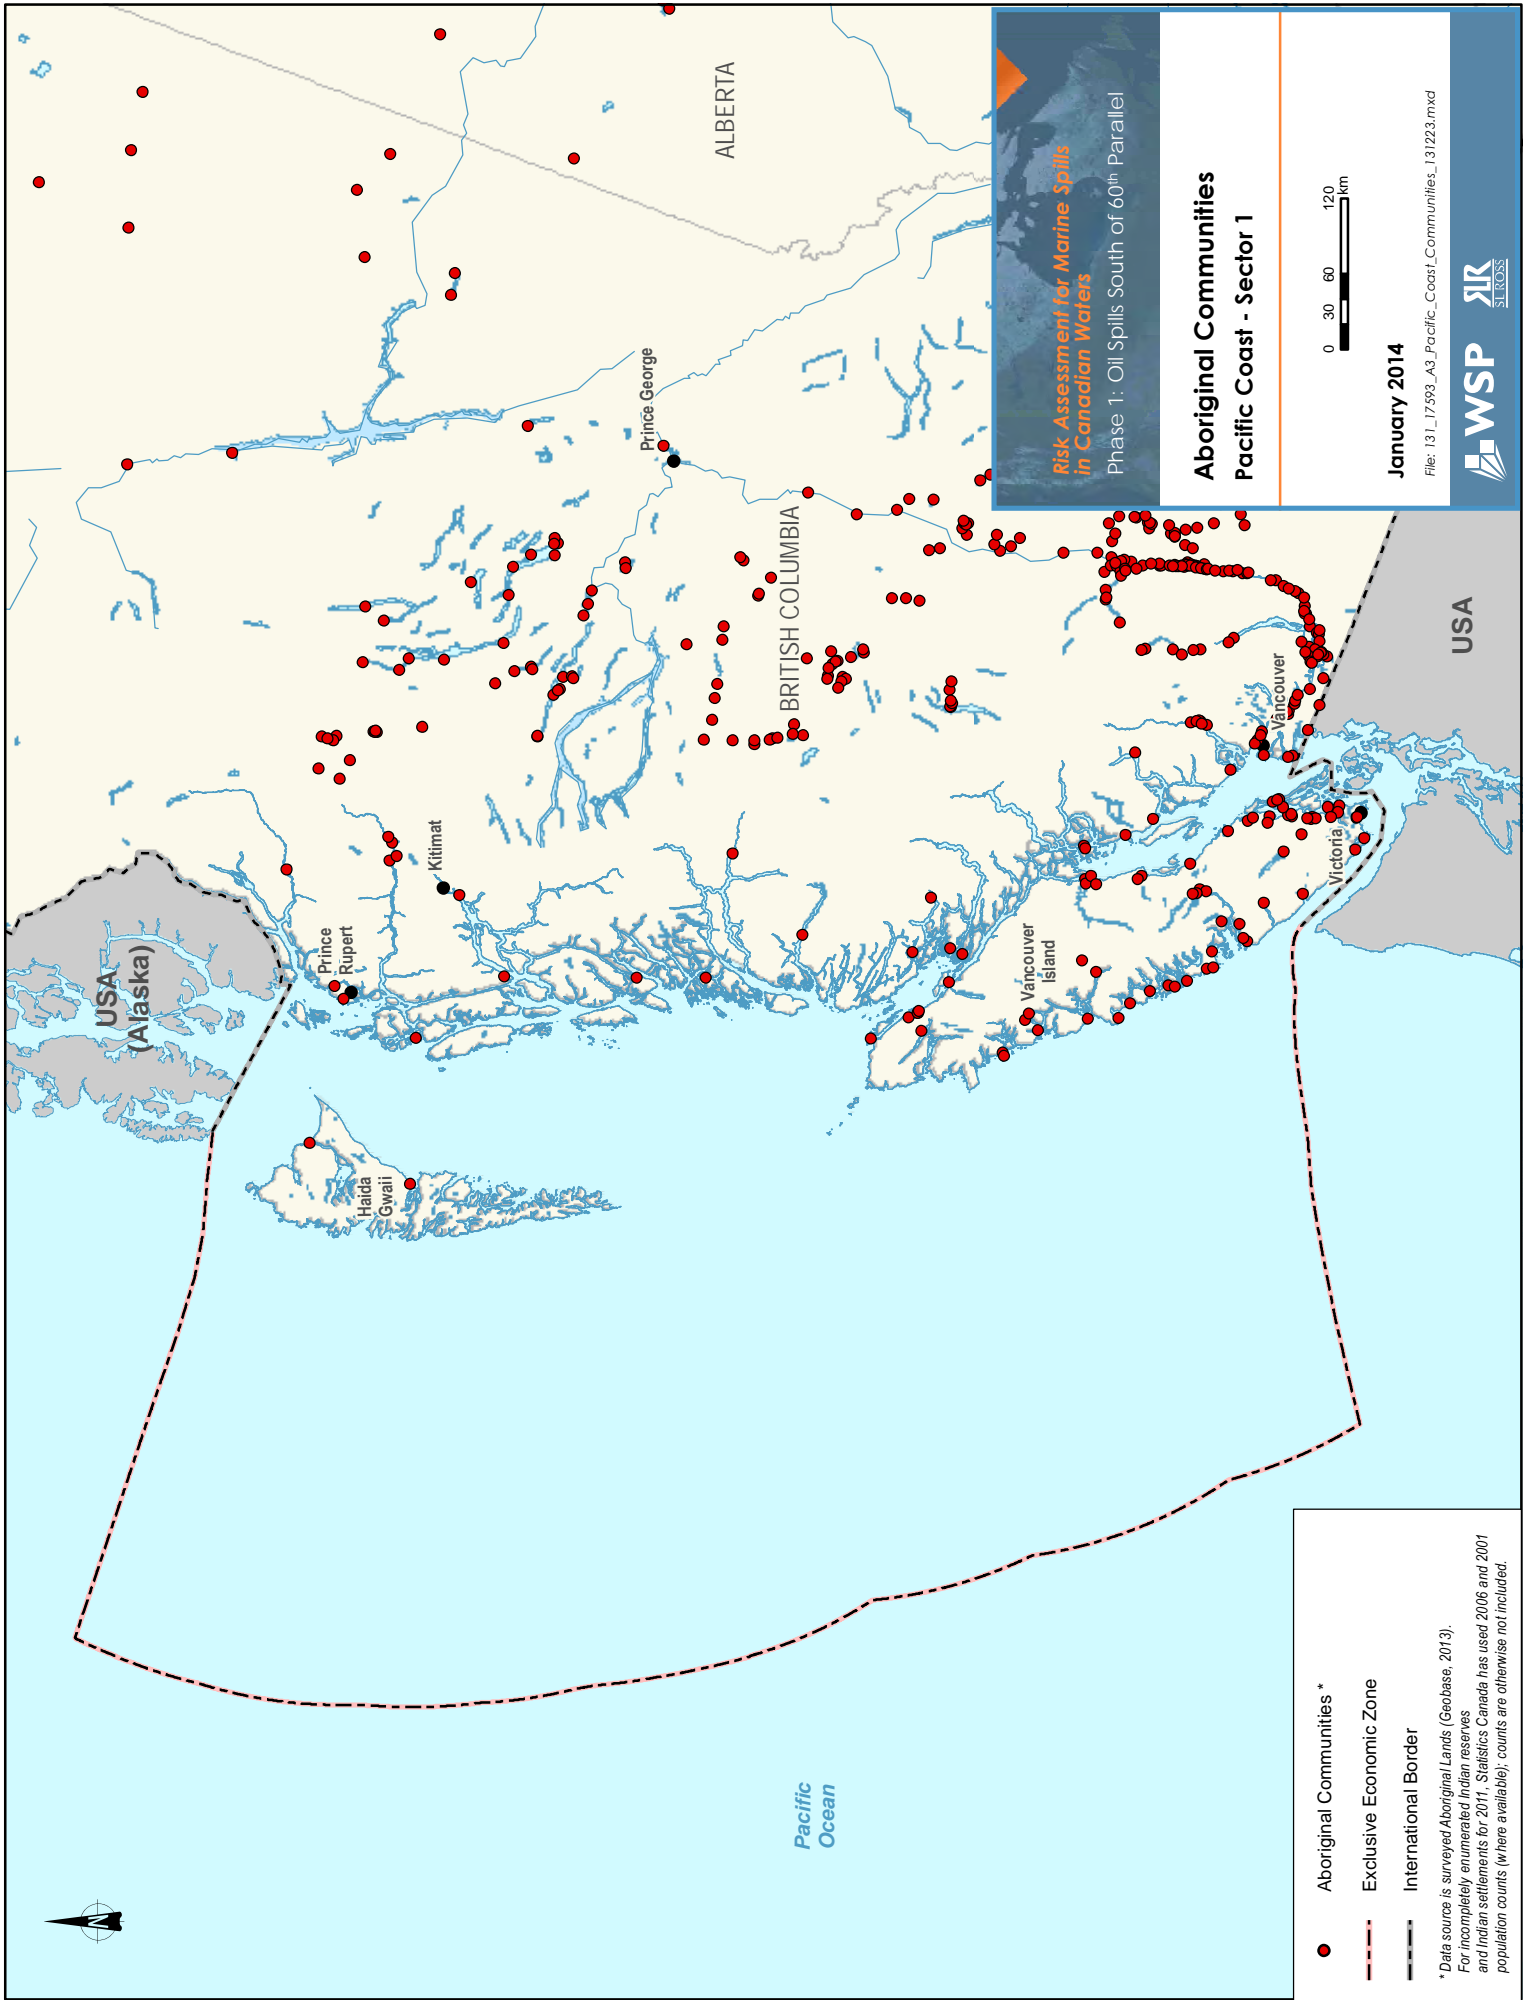 N
USA
(Alaska)
ALBERTA
Prince George
Kitimat
Prince
Rupert
Haida
Gwaii
BRITISH COLUMBIA
Vancouver
Island
Vancouver
Victoria
USA
Pacific
Ocean
Aboriginal Communities *
Exclusive Economic Zone
International Border
* Data source is surveyed Aboriginal Lands (Geobase, 2013).
For incompletely enumerated Indian reserves
and Indian settlements for 2011, Statistics Canada has used 2006 and 2001
population counts (where available); counts are otherwise not included.
Risk Assessment for Marine Spills
in Canadian Waters
Phase 1: Oil Spills South of 60th Parallel
Aboriginal Communities
Pacific Coast - Sector 1
0 30 60 120
km
January 2014
File: 131_17593_A3_Pacific_Coast_Communities_131223.mxd
WSP
SLR
SL ROSS